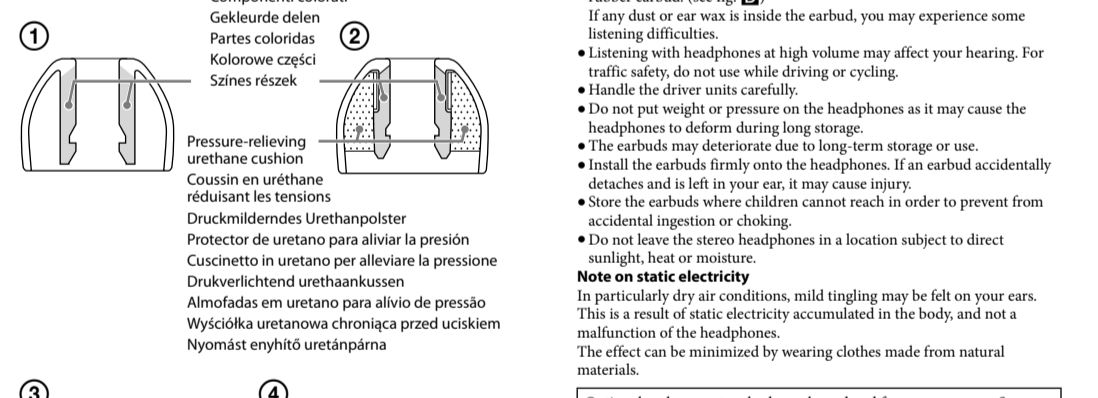 Gekleurde delen
①
Partes coloridas
②
Kolorowe części
Színes részek
Pressure-relieving
urethane cushion
Coussin en uréthane
réduisant les tensions
Druckmilderndes Urethanpolster
Protector de uretano para aliviar la presión
Cuscinetto in uretano per alleviare la pressione
Drukverlichtend urethaankussen
Almofadas em uretano para alívio de pressão
Wyściółka uretanowa chroniąca przed uciskiem
Nyomást enyhítő uretánpárna
③
④
If any dust or ear wax is inside the earbud, you may experience some
listening difficulties.
● Listening with headphones at high volume may affect your hearing. For
traffic safety, do not use while driving or cycling.
● Handle the driver units carefully.
● Do not put weight or pressure on the headphones as it may cause the
headphones to deform during long storage.
● The earbuds may deteriorate due to long-term storage or use.
● Install the earbuds firmly onto the headphones. If an earbud accidentally
detaches and is left in your ear, it may cause injury.
● Store the earbuds where children cannot reach in order to prevent from
accidental ingestion or choking.
● Do not leave the stereo headphones in a location subject to direct
sunlight, heat or moisture.
Note on static electricity
In particularly dry air conditions, mild tingling may be felt on your ears.
This is a result of static electricity accumulated in the body, and not a
malfunction of the headphones.
The effect can be minimized by wearing clothes made from natural
materials.